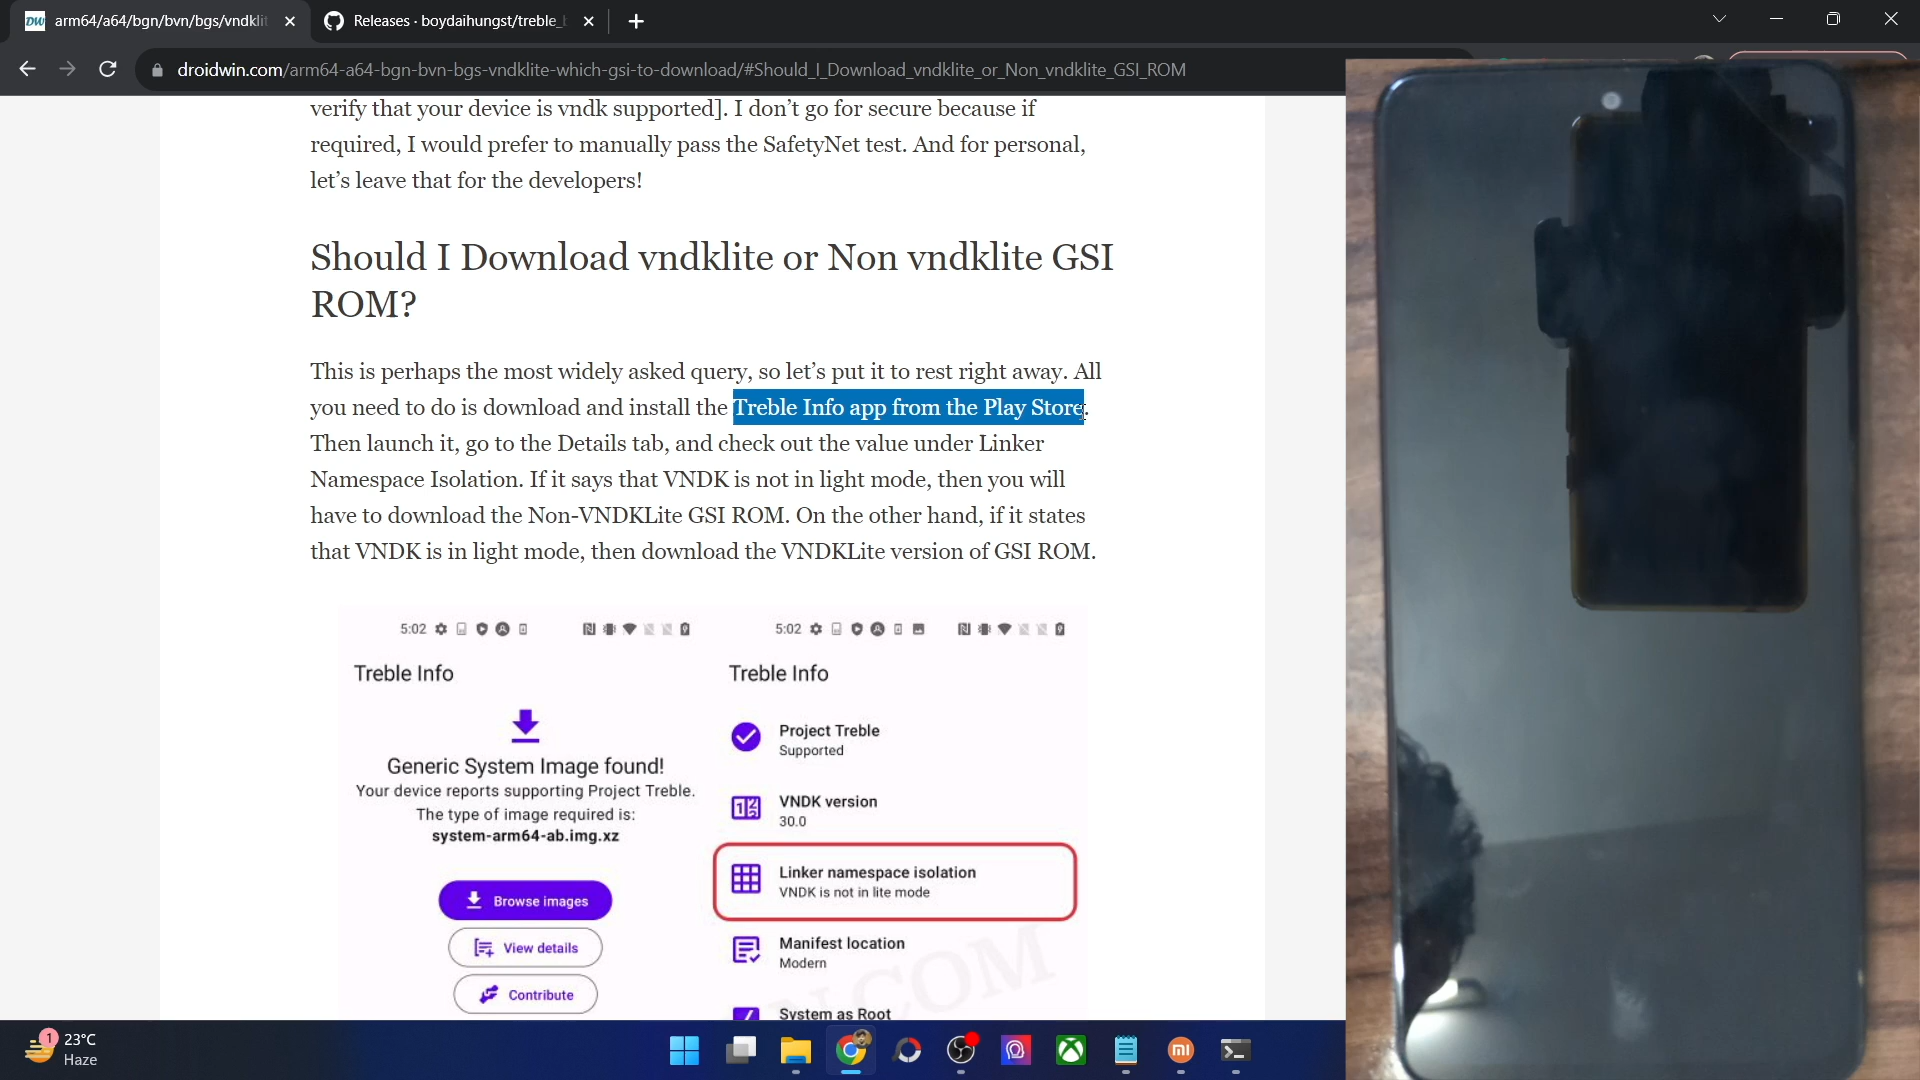 arm64/a64/bgn/bvn/bgs/vndklit
Releases · boydaihungst/treble_
droidwin.com/arm64-a64-bgn-bvn-bgs-vndklite-which-gsi-to-download/#Should_I_Download_vndklite_or_Non_vndklite_GSI_ROM
verify that your device is vndk supported]. I don’t go for secure because if
required, I would prefer to manually pass the SafetyNet test. And for personal,
let’s leave that for the developers!
Should I Download vndklite or Non vndklite GSI
ROM?
This is perhaps the most widely asked query, so let’s put it to rest right away. All
you need to do is download and install the Treble Info app from the Play Store.
Then launch it, go to the Details tab, and check out the value under Linker
Namespace Isolation. If it says that VNDK is not in light mode, then you will
have to download the Non-VNDKLite GSI ROM. On the other hand, if it states
that VNDK is in light mode, then download the VNDKLite version of GSI ROM.
5:02
5:02
Treble Info
Generic System Image found!
Your device reports supporting Project Treble.
The type of image required is:
system-arm64-ab.img.xz
Browse images
View details
Contribute
Treble Info
Project Treble
Supported
VNDK version
30.0
Linker namespace isolation
VNDK is not in lite mode
Manifest location
Modern
System as Root
N.COM
1
23°C
Haze